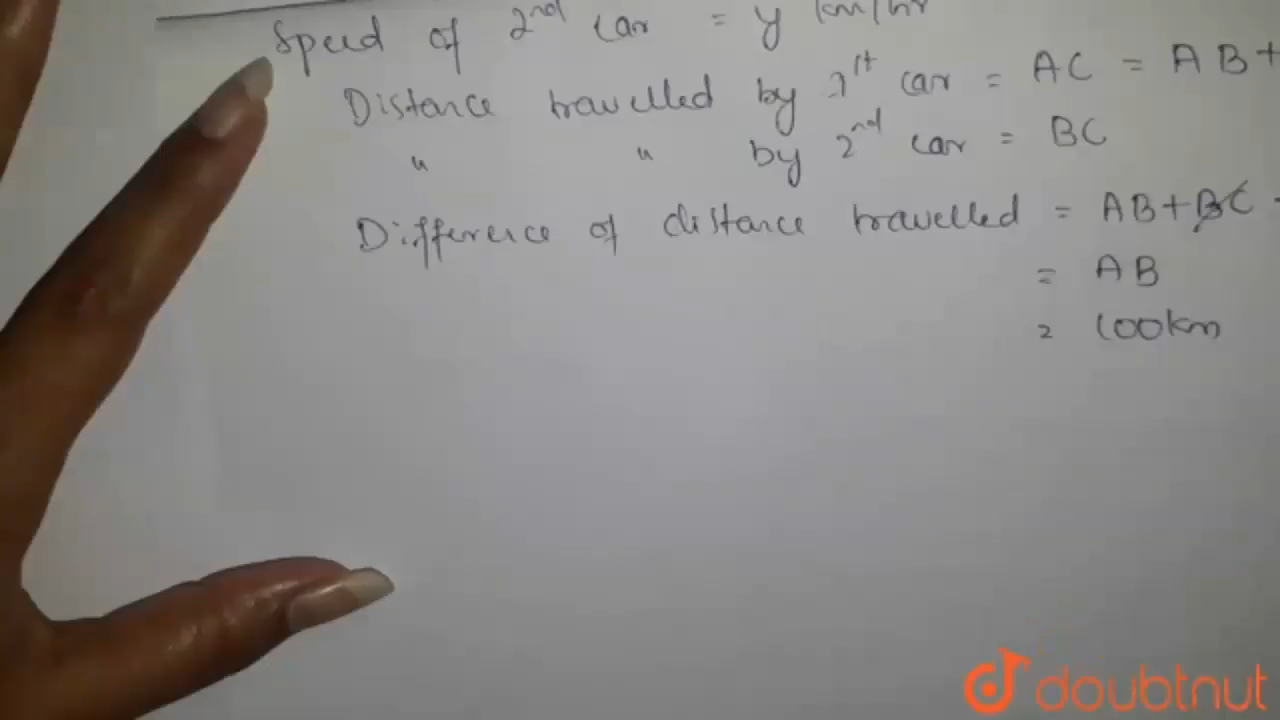 Speed of 2nd Car = y km/hr
Distance travelled by 1st Car = AC = AB+
" " by 2nd Car = BC
Difference of distance travelled = AB+BC -
= AB
= 100km
doubtnut